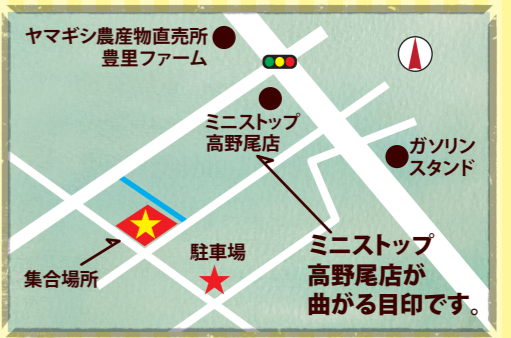 ヤマギシ農産物直売所
豊里ファーム
ミニストップ
高野尾店
ガソリン
スタンド
集合場所
駐車場
ミニストップ
高野尾店が
曲がる目印です。